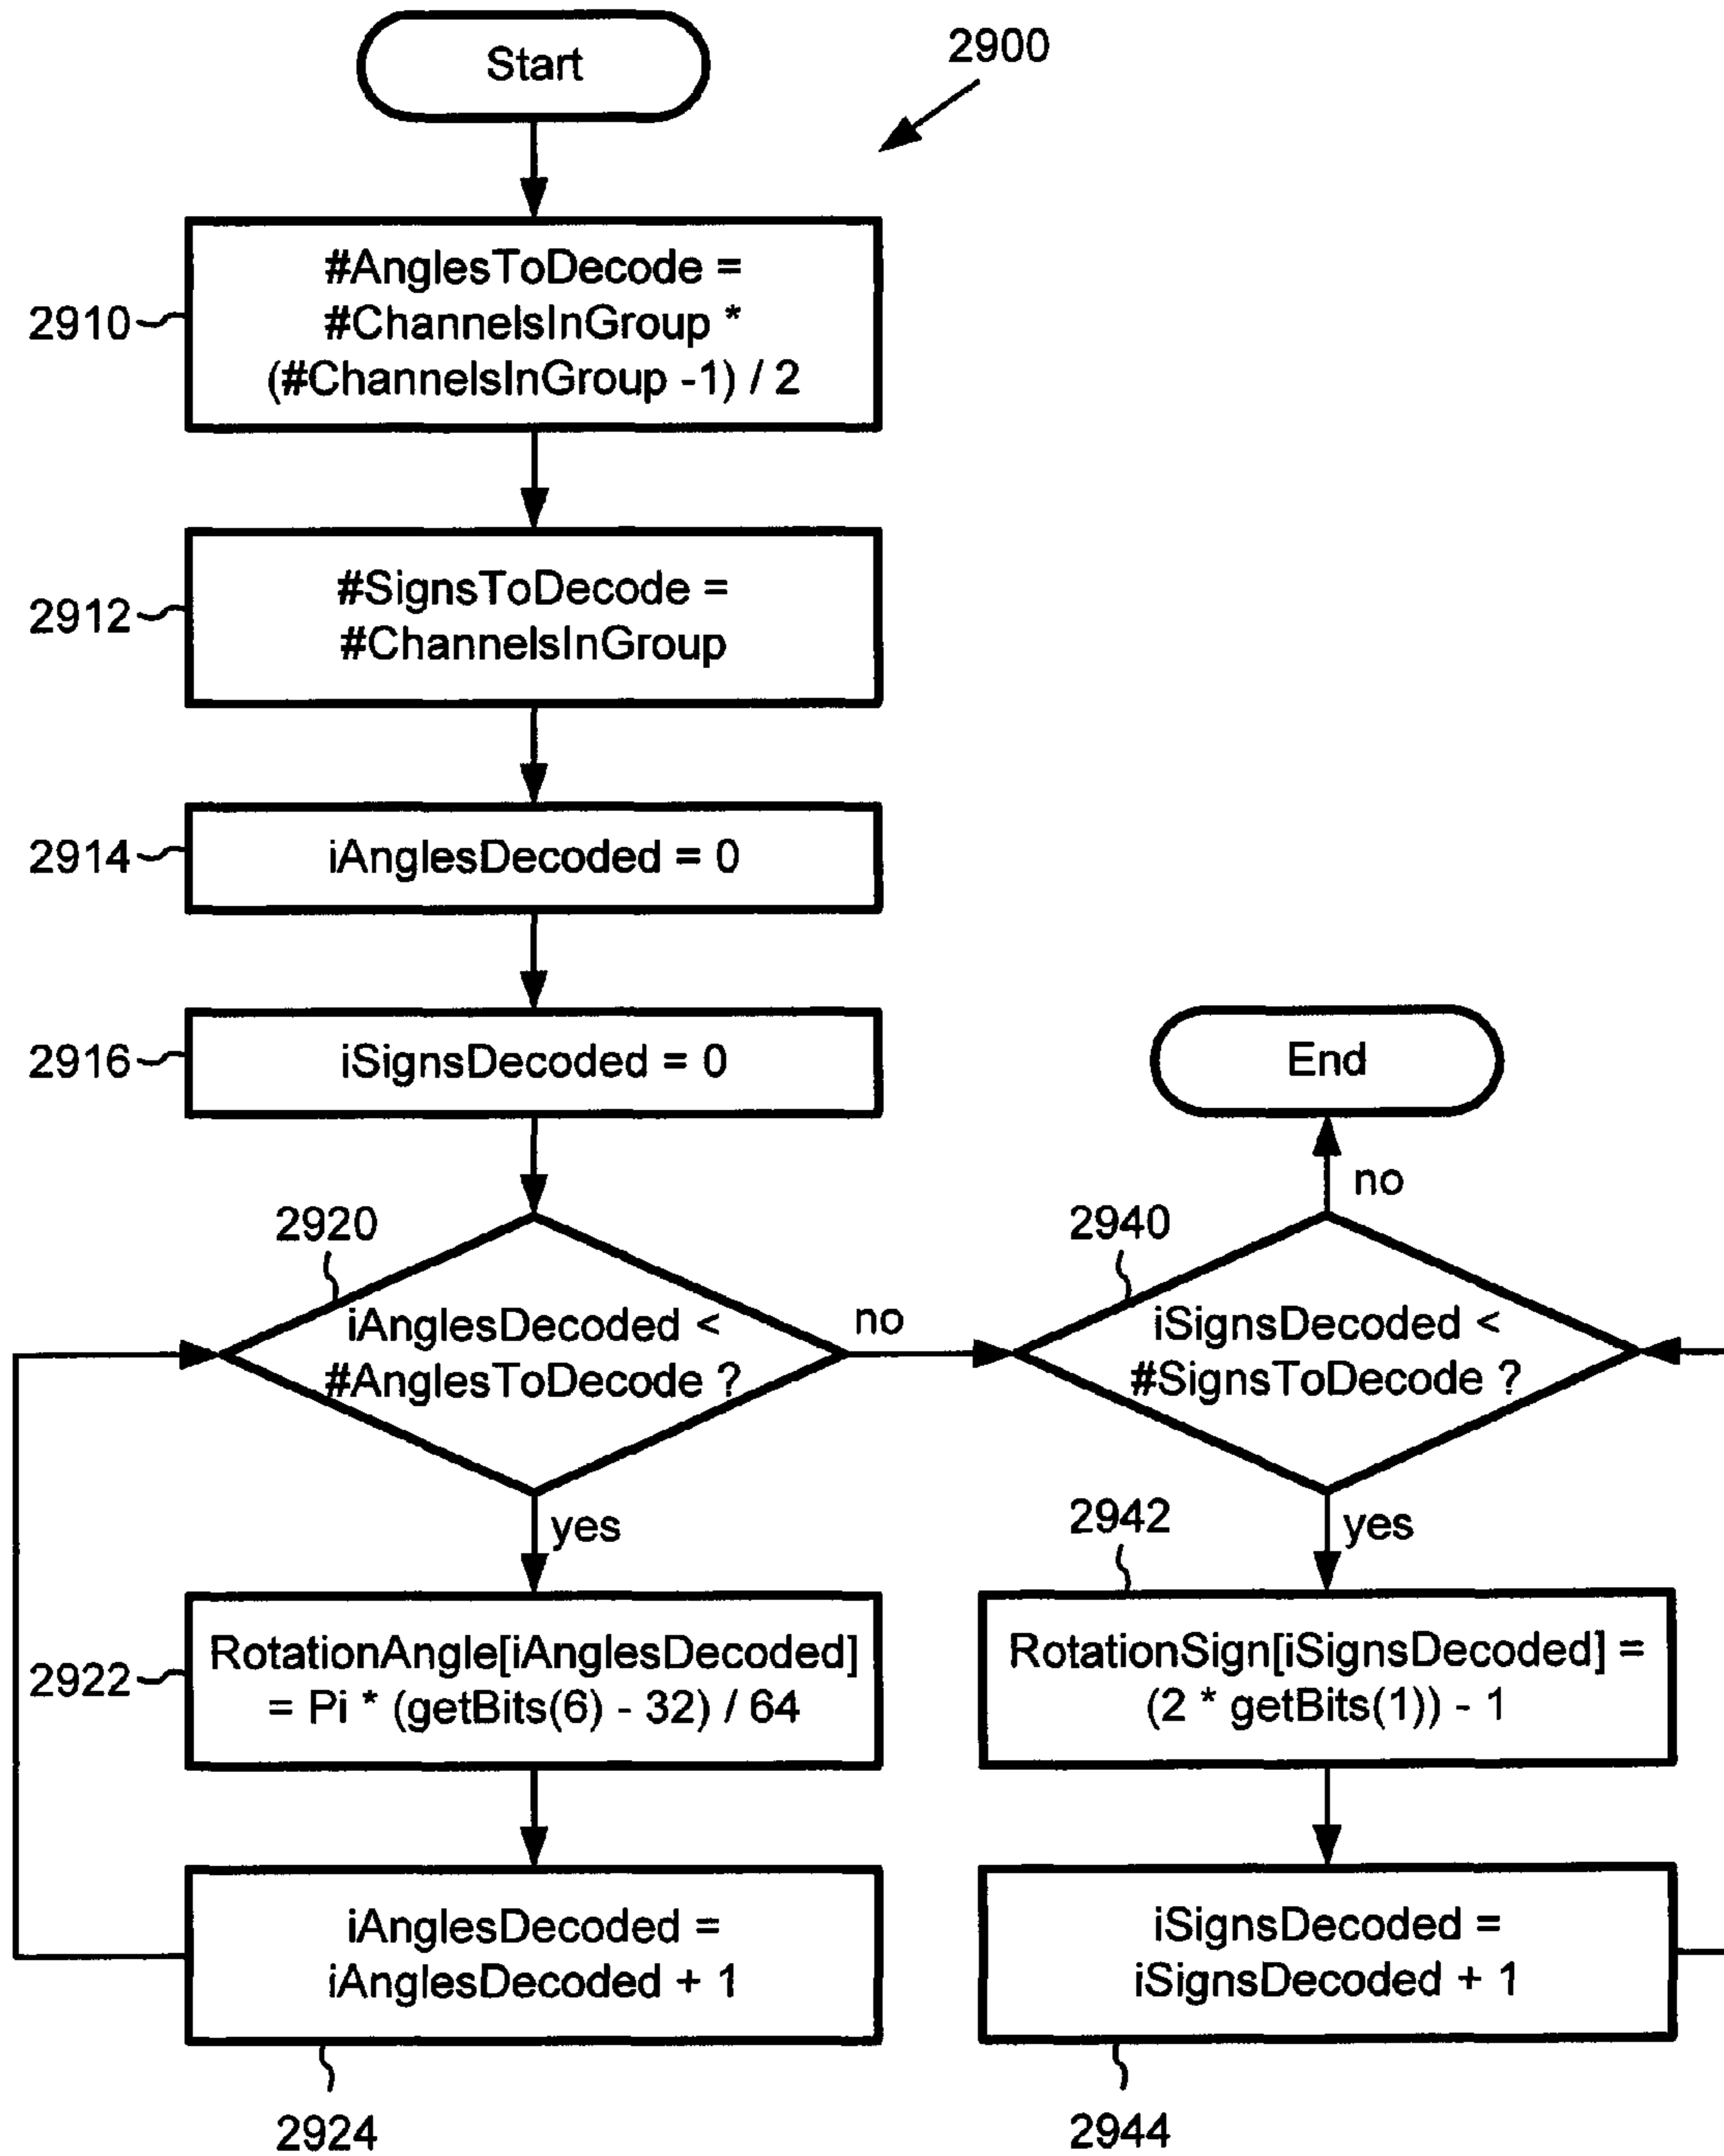 Start
2900
#AnglesToDecode =
#ChannelsInGroup *
(#ChannelsInGroup -1) / 2
2910
#SignsToDecode =
#ChannelsInGroup
2912
iAnglesDecoded = 0
2914
iSignsDecoded = 0
2916
End
no
2920
iAnglesDecoded <
#AnglesToDecode ?
no
2940
iSignsDecoded <
#SignsToDecode ?
yes
2942
yes
RotationAngle[iAnglesDecoded]
= Pi * (getBits(6) - 32) / 64
2922
RotationSign[iSignsDecoded] =
(2 * getBits(1)) - 1
iAnglesDecoded =
iAnglesDecoded + 1
2924
iSignsDecoded =
iSignsDecoded + 1
2944